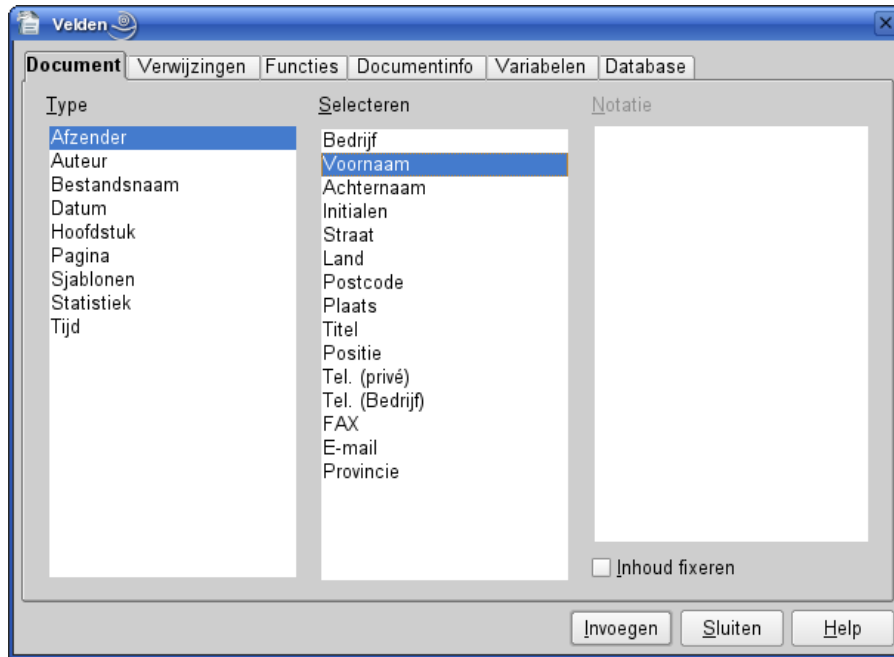 Velden
Document Verwijzingen Functies Documentinfo Variabelen Database
Type
Afzender
Auteur
Bestandsnaam
Datum
Hoofdstuk
Pagina
Sjablonen
Statistiek
Tijd
Selecteren
Bedrijf
Voornaam
Achternaam
Initialen
Straat
Land
Postcode
Plaats
Titel
Positie
Tel. (privé)
Tel. (Bedrijf)
FAX
E-mail
Provincie
Notatie
Inhoud fixeren
Invoegen Sluiten Help